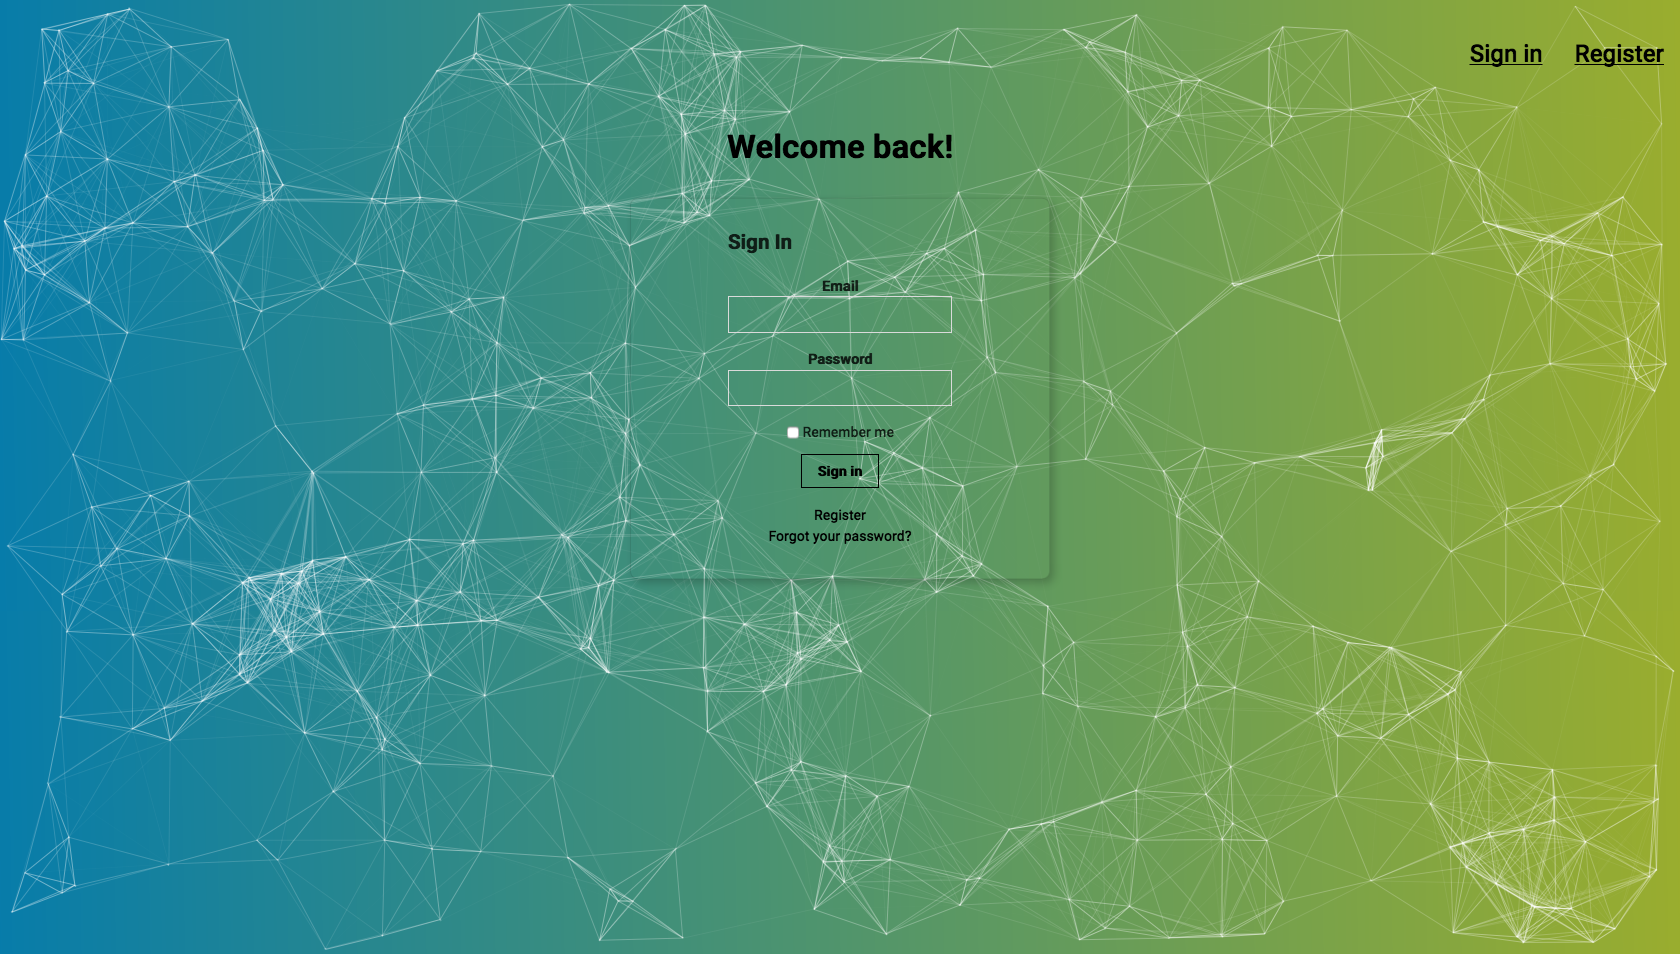 Sign in Register
Welcome back!
Sign In
Email
Password
Remember me
Sign in
Register
Forgot your password?